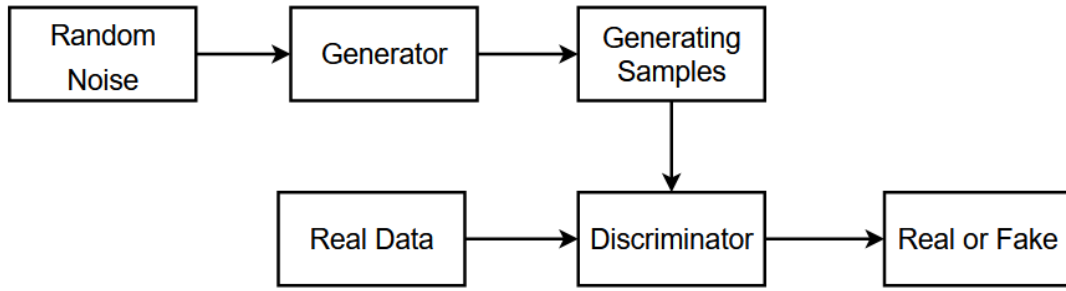 Random
Noise
Generator
Generating
Samples
Real Data
Discriminator
Real or Fake